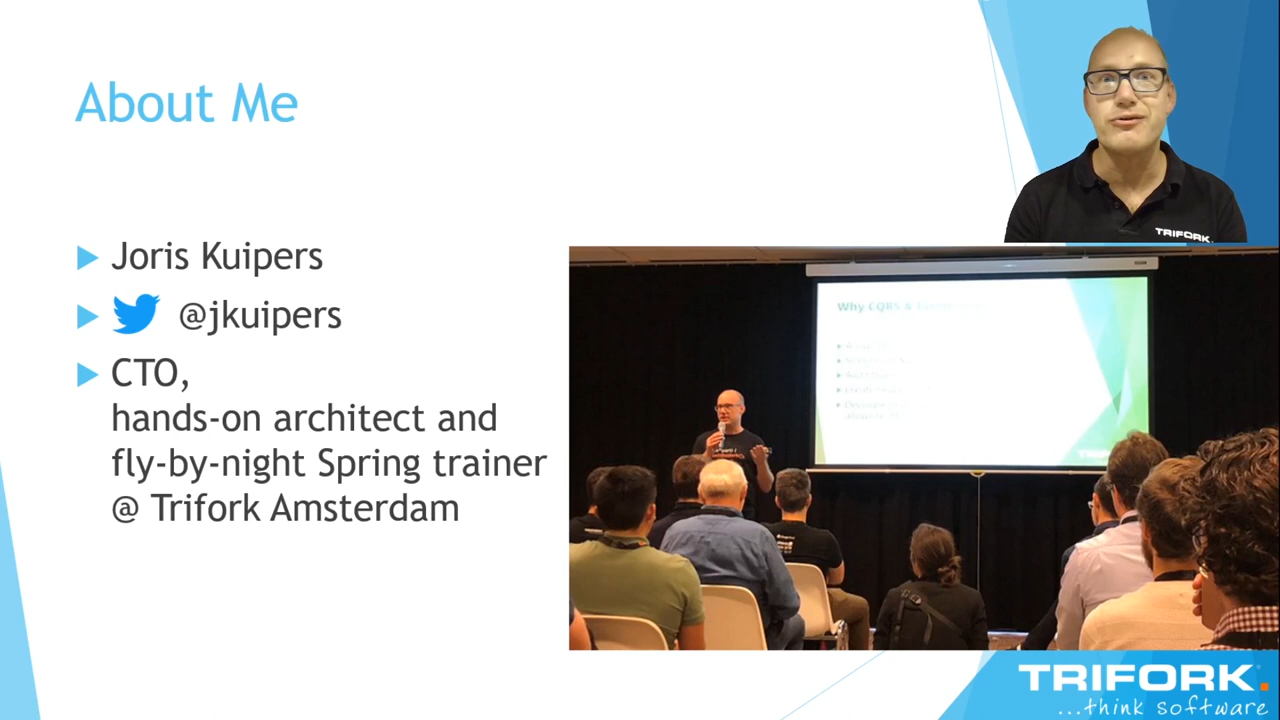 About Me
Joris Kuipers
@jkuipers
CTO,
hands-on architect and
fly-by-night Spring trainer
@ Trifork Amsterdam
TRIFORK.
Why CQRS &
TRIFORK.
...think software